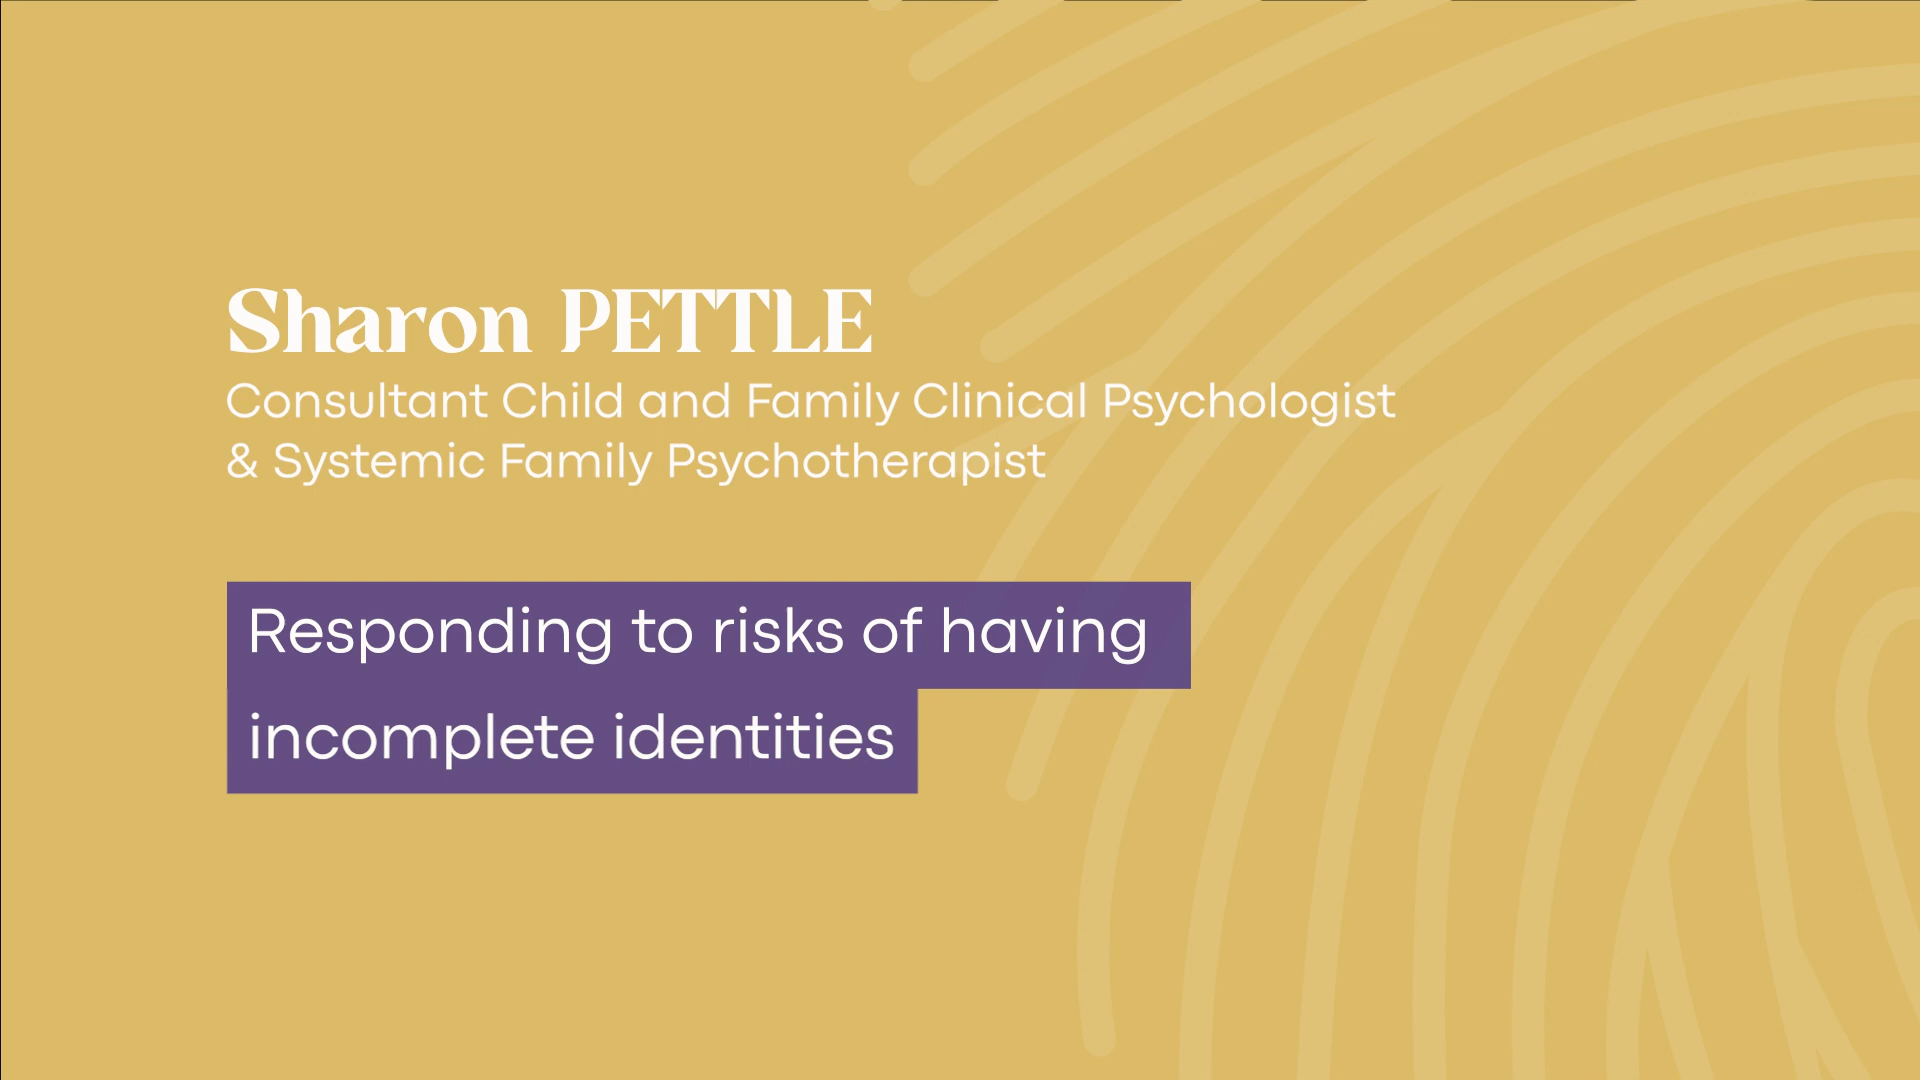 Sharon PETTLE
Consultant Child and Family Clinical Psychologist
& Systemic Family Psychotherapist
Responding to risks of having
incomplete identities